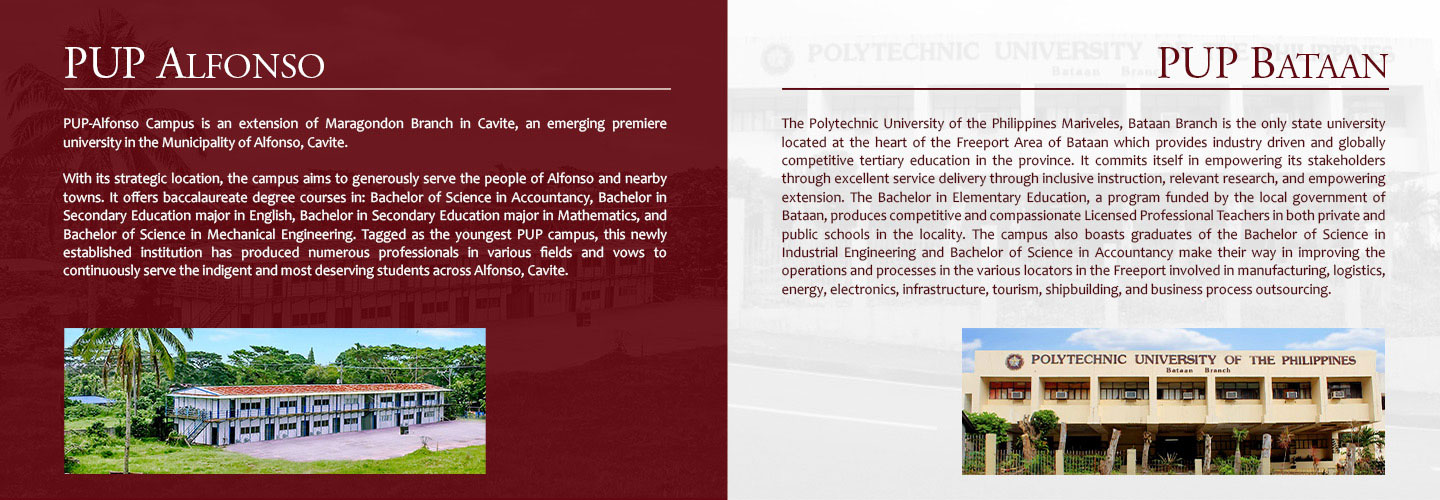 PUP ALFONSO
PUP-Alfonso Campus is an extension of Maragondon Branch in Cavite, an emerging premiere
university in the Municipality of Alfonso, Cavite.
With its strategic location, the campus aims to generously serve the people of Alfonso and nearby
towns. It offers baccalaureate degree courses in: Bachelor of Science in Accountancy, Bachelor in
Secondary Education major in English, Bachelor in Secondary Education major in Mathematics, and
Bachelor of Science in Mechanical Engineering. Tagged as the youngest PUP campus, this newly
established institution has produced numerous professionals in various fields and vows to
continuously serve the indigent and most deserving students across Alfonso, Cavite.
POLYTECHNIC UNIVERSITY OF THE PHILIPPINES
Bataan Branch
PUP BATAAN
The Polytechnic University of the Philippines Mariveles, Bataan Branch is the only state university
located at the heart of the Freeport Area of Bataan which provides industry driven and globally
competitive tertiary education in the province. It commits itself in empowering its stakeholders
through excellent service delivery through inclusive instruction, relevant research, and empowering
extension. The Bachelor in Elementary Education, a program funded by the local government of
Bataan, produces competitive and compassionate Licensed Professional Teachers in both private and
public schools in the locality. The campus also boasts graduates of the Bachelor of Science in
Industrial Engineering and Bachelor of Science in Accountancy make their way in improving the
operations and processes in the various locators in the Freeport involved in manufacturing, logistics,
energy, electronics, infrastructure, tourism, shipbuilding, and business process outsourcing.
POLYTECHNIC UNIVERSITY OF THE PHILIPPINES
Bataan Branch